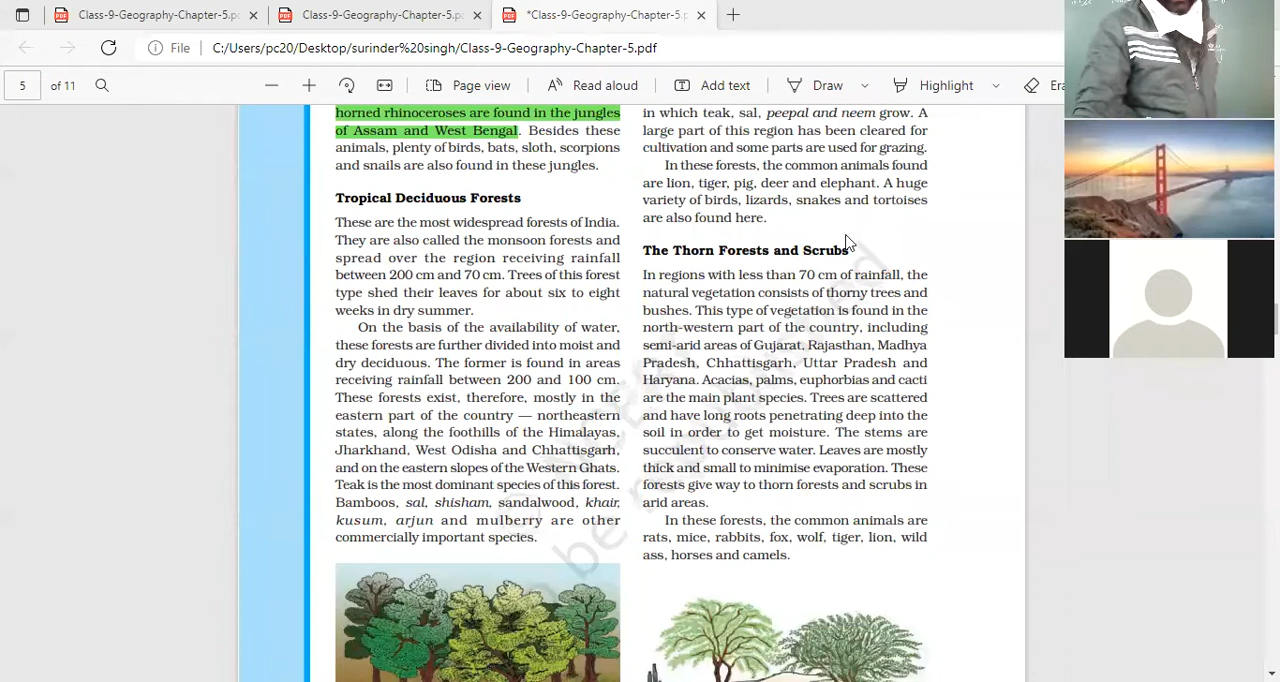 Class-9-Geography-Chapter-5.pc
Class-9-Geography-Chapter-5.pc
*Class-9-Geography-Chapter-5.p
File
C:/Users/pc20/Desktop/surinder%20singh/Class-9-Geography-Chapter-5.pdf
5 of 11
Page view
Read aloud
Add text
Draw
Highlight
Era
horned rhinoceroses are found in the jungles
of Assam and West Bengal. Besides these
animals, plenty of birds, bats, sloth, scorpions
and snails are also found in these jungles.
Tropical Deciduous Forests
These are the most widespread forests of India.
They are also called the monsoon forests and
spread over the region receiving rainfall
between 200 cm and 70 cm. Trees of this forest
type shed their leaves for about six to eight
weeks in dry summer.
On the basis of the availability of water,
these forests are further divided into moist and
dry deciduous. The former is found in areas
receiving rainfall between 200 and 100 cm.
These forests exist, therefore, mostly in the
eastern part of the country — northeastern
states, along the foothills of the Himalayas,
Jharkhand, West Odisha and Chhattisgarh,
and on the eastern slopes of the Western Ghats.
Teak is the most dominant species of this forest.
Bamboos, sal, shisham, sandalwood, khair,
kusum, arjun and mulberry are other
commercially important species.
in which teak, sal, peepal and neem grow. A
large part of this region has been cleared for
cultivation and some parts are used for grazing.
In these forests, the common animals found
are lion, tiger, pig, deer and elephant. A huge
variety of birds, lizards, snakes and tortoises
are also found here.
The Thorn Forests and Scrubs
In regions with less than 70 cm of rainfall, the
natural vegetation consists of thorny trees and
bushes. This type of vegetation is found in the
north-western part of the country, including
semi-arid areas of Gujarat, Rajasthan, Madhya
Pradesh, Chhattisgarh, Uttar Pradesh and
Haryana. Acacias, palms, euphorbias and cacti
are the main plant species. Trees are scattered
and have long roots penetrating deep into the
soil in order to get moisture. The stems are
succulent to conserve water. Leaves are mostly
thick and small to minimise evaporation. These
forests give way to thorn forests and scrubs in
arid areas.
In these forests, the common animals are
rats, mice, rabbits, fox, wolf, tiger, lion, wild
ass, horses and camels.